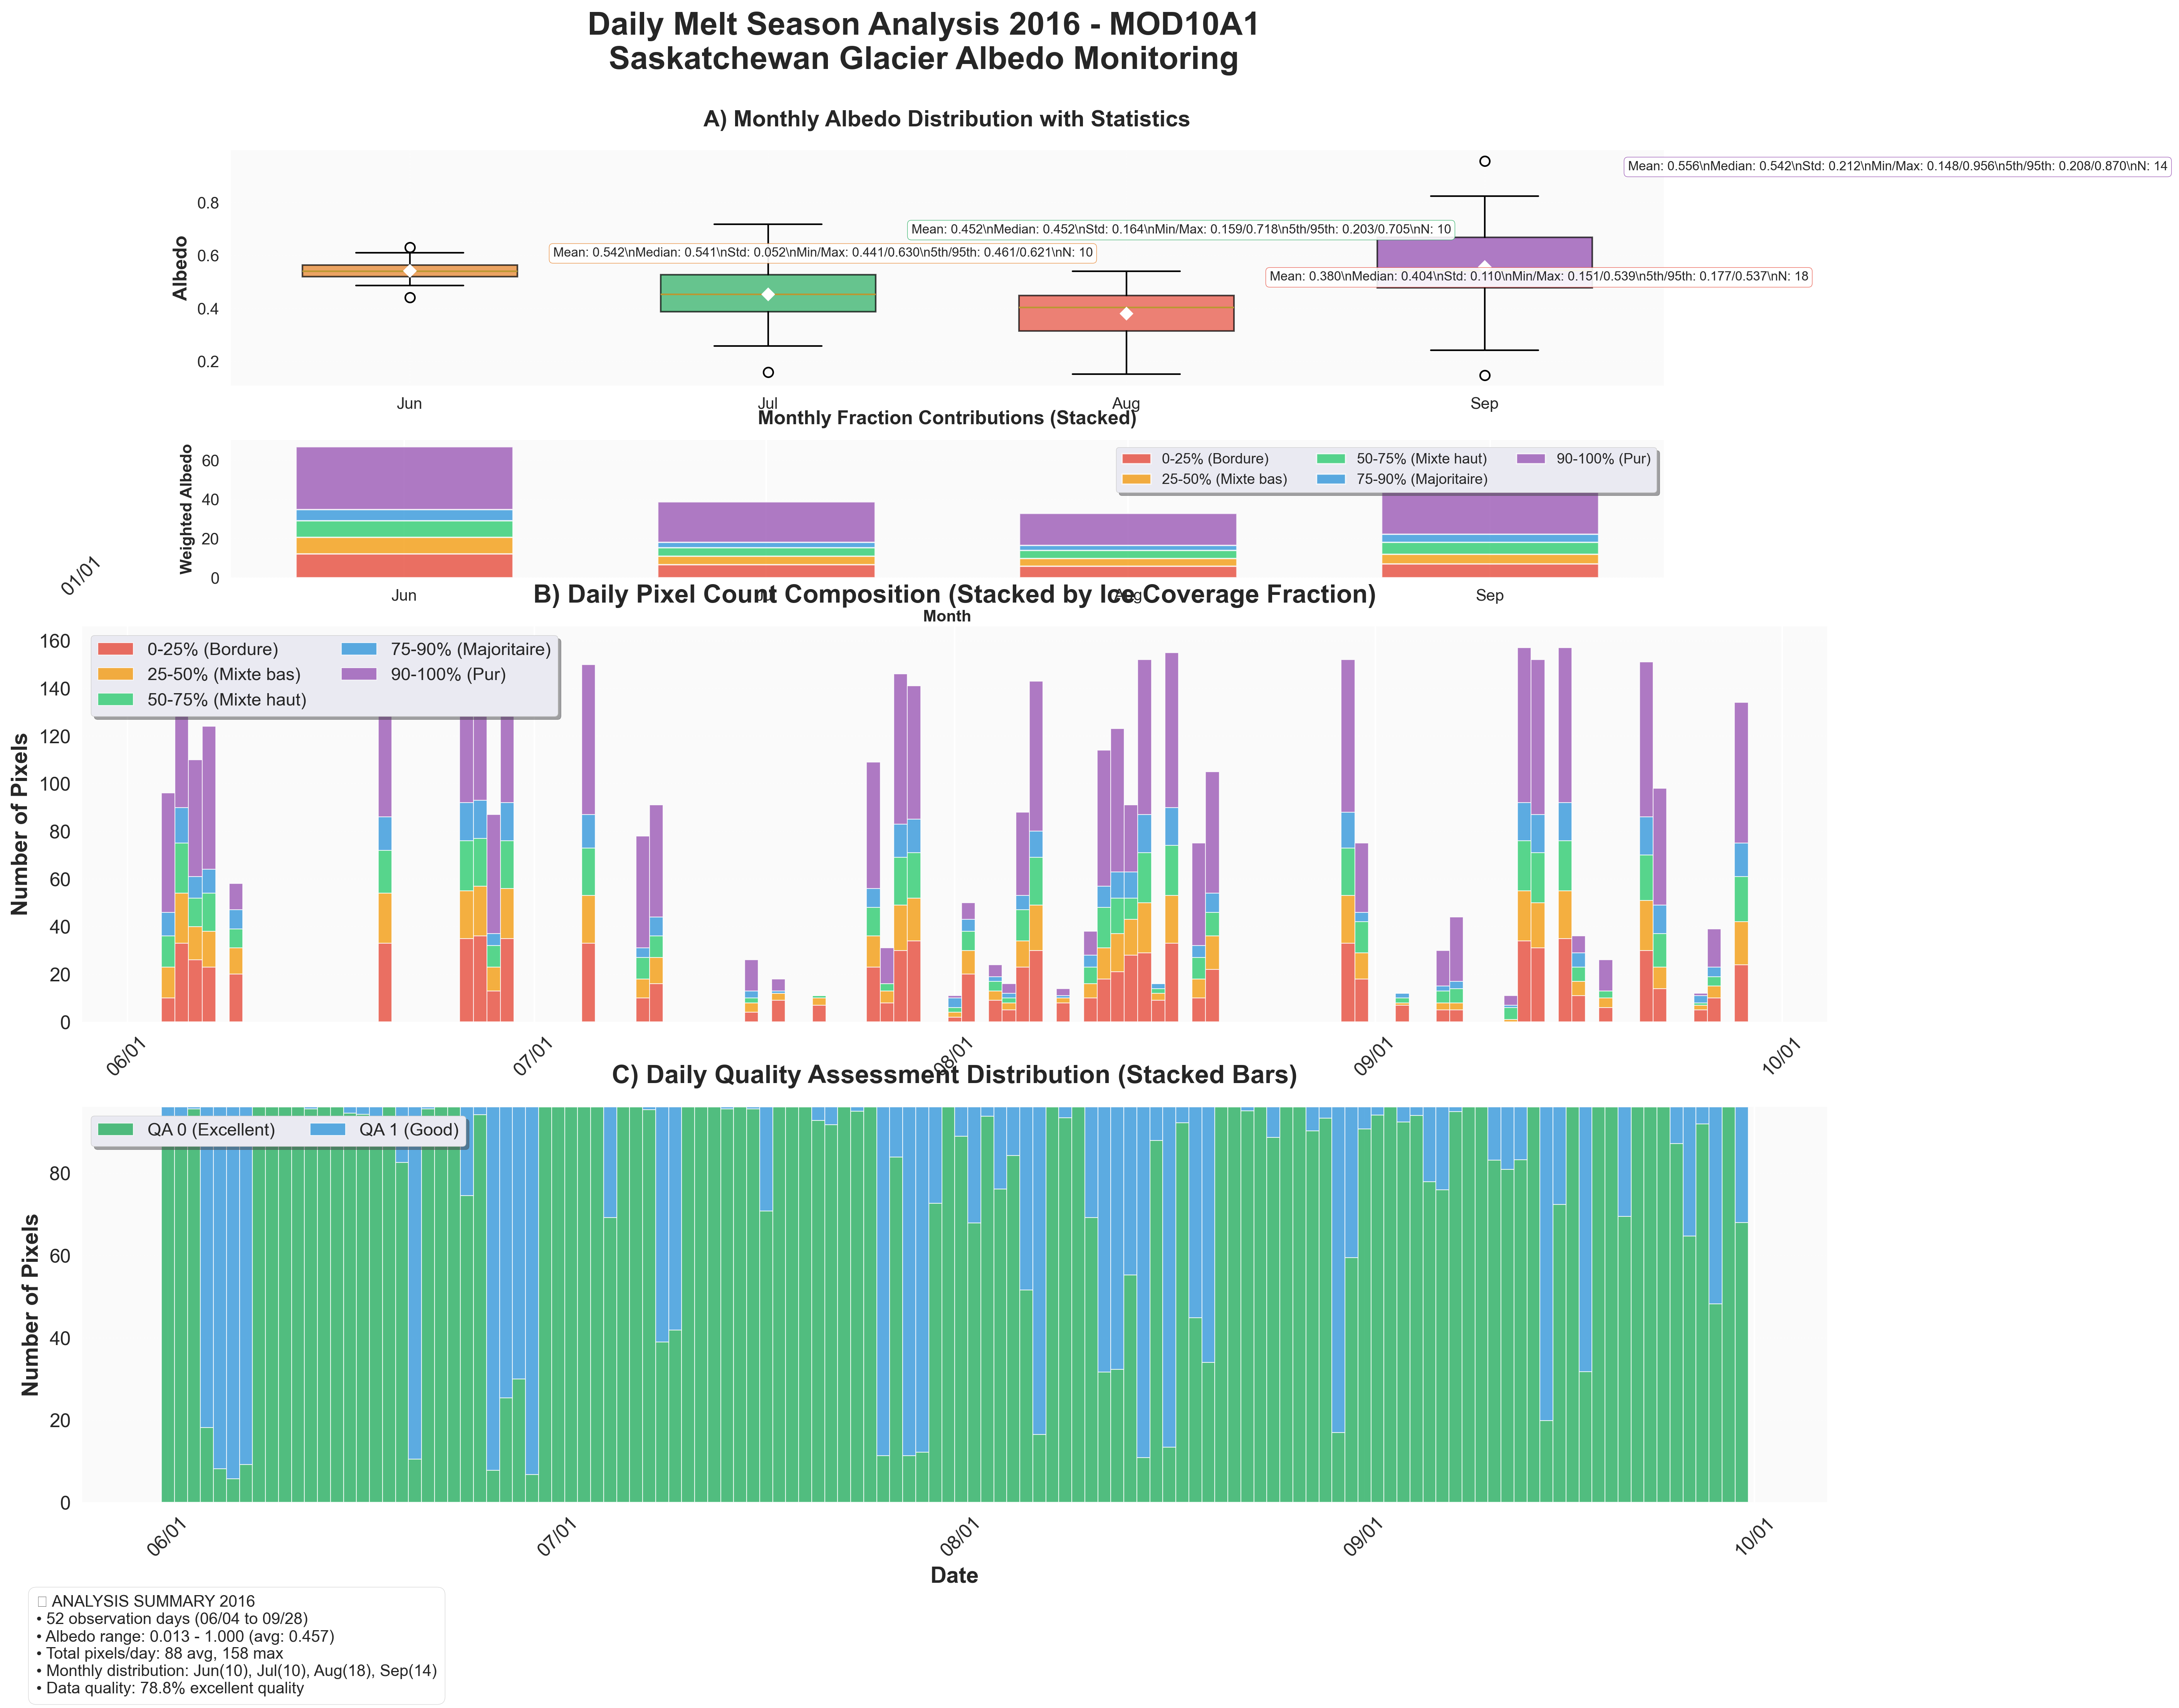 Daily Melt Season Analysis 2016 - MOD10A1
Saskatchewan Glacier Albedo Monitoring
A) Monthly Albedo Distribution with Statistics
Albedo
0.8
0.6
0.4
0.2
Mean: 0.556\nMedian: 0.542\nStd: 0.212\nMin/Max: 0.148/0.956\n5th/95th: 0.208/0.870\nN: 14
Mean: 0.452\nMedian: 0.452\nStd: 0.164\nMin/Max: 0.159/0.718\n5th/95th: 0.203/0.705\nN: 10
Mean: 0.542\nMedian: 0.541\nStd: 0.052\nMin/Max: 0.441/0.630\n5th/95th: 0.461/0.621\nN: 10
Mean: 0.380\nMedian: 0.404\nStd: 0.110\nMin/Max: 0.151/0.539\n5th/95th: 0.177/0.537\nN: 18
Jun Jul Aug Sep
Monthly Fraction Contributions (Stacked)
Weighted Albedo
60
40
20
0
0-25% (Bordure) 50-75% (Mixte haut) 90-100% (Pur)
25-50% (Mixte bas) 75-90% (Majoritaire)
01/01
Jun Jul Aug Sep
Month
B) Daily Pixel Count Composition (Stacked by Ice Coverage Fraction)
Number of Pixels
160
140
120
100
80
60
40
20
0
0-25% (Bordure) 75-90% (Majoritaire)
25-50% (Mixte bas) 90-100% (Pur)
50-75% (Mixte haut)
06/01 07/01 08/01 09/01 10/01
C) Daily Quality Assessment Distribution (Stacked Bars)
Number of Pixels
80
60
40
20
0
QA 0 (Excellent) QA 1 (Good)
06/01 07/01 08/01 09/01 10/01
Date
ANALYSIS SUMMARY 2016
• 52 observation days (06/04 to 09/28)
• Albedo range: 0.013 - 1.000 (avg: 0.457)
• Total pixels/day: 88 avg, 158 max
• Monthly distribution: Jun(10), Jul(10), Aug(18), Sep(14)
• Data quality: 78.8% excellent quality